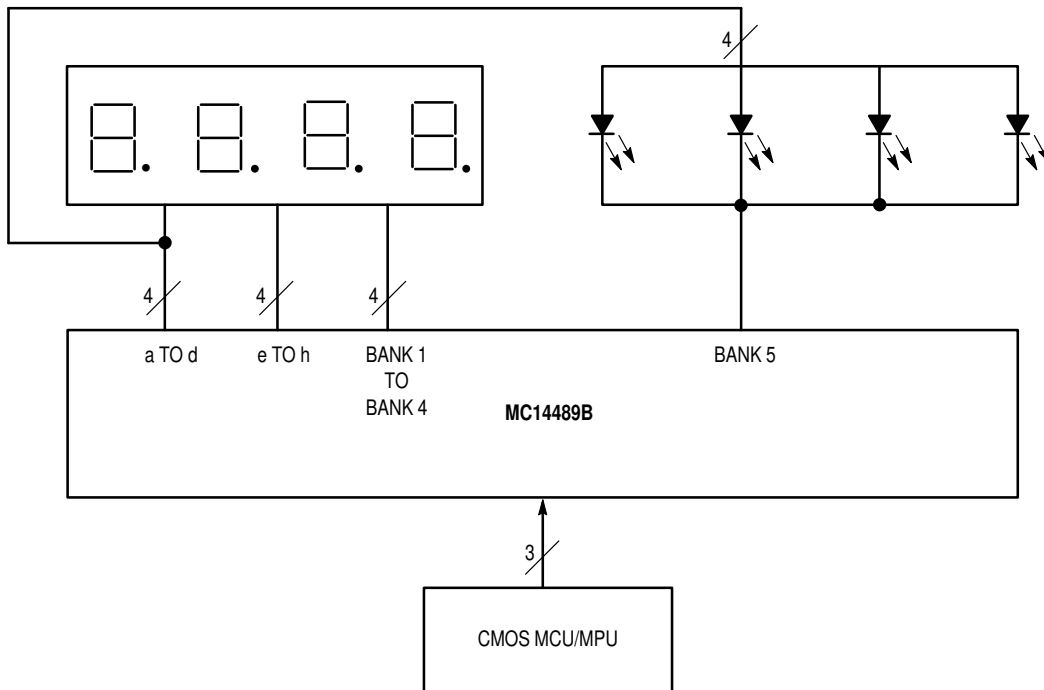 4
4
4
4
a TO d
e TO h
BANK 1
TO
BANK 4
BANK 5
MC14489B
3
CMOS MCU/MPU